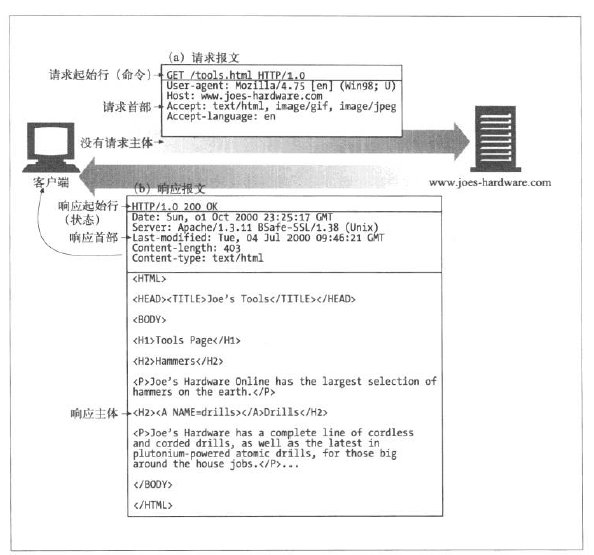 (a) 请求报文
请求起始行（命令）
GET /tools.html HTTP/1.0
User-agent: Mozilla/4.75 [en] (Win98; U)
Host: www.joes-hardware.com
请求首部
Accept: text/html, image/gif, image/jpeg
Accept-language: en
没有请求主体
客户端
www.joes-hardware.com
(b) 响应报文
响应起始行
（状态）
HTTP/1.0 200 OK
Date: Sun, o1 Oct 2000 23:25:17 GMT
Server: Apache/1.3.11 BSafe-SSL/1.38 (Unix)
响应首部
Last-modified: Tue, 04 Jul 2000 09:46:21 GMT
Content-length: 403
Content-type: text/html
<HTML>
<HEAD><TITLE>Joe's Tools</TITLE></HEAD>
<BODY>
<H1>Tools Page</H1>
<H2>Hammers</H2>
<P>Joe's Hardware Online has the largest selection of
hammers on the earth.</P>
响应主体
<H2><A NAME=drills></A>Drills</H2>
<P>Joe's Hardware has a complete line of cordless
and corded drills, as well as the latest in
plutonium-powered atomic drills, for those big
around the house jobs.</P>...
</BODY>
</HTML>